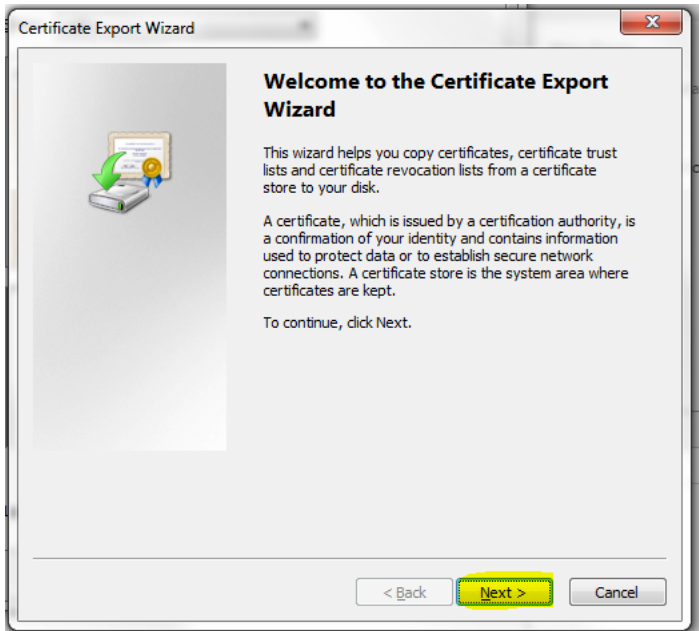 Certificate Export Wizard
Welcome to the Certificate Export
Wizard
This wizard helps you copy certificates, certificate trust
lists and certificate revocation lists from a certificate
store to your disk.
A certificate, which is issued by a certification authority, is
a confirmation of your identity and contains information
used to protect data or to establish secure network
connections. A certificate store is the system area where
certificates are kept.
To continue, click Next.
< Back Next > Cancel